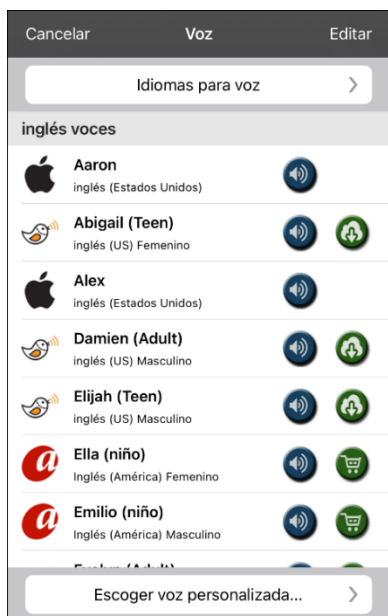 Cancelar Voz Editar
Idiomas para voz
inglés voces
Aaron
inglés (Estados Unidos)
Abigail (Teen)
inglés (US) Femenino
Alex
inglés (Estados Unidos)
Damien (Adult)
inglés (US) Masculino
Elijah (Teen)
inglés (US) Masculino
Ella (niño)
Inglés (América) Femenino
Emilio (niño)
Inglés (América) Masculino
Escoger voz personalizada...